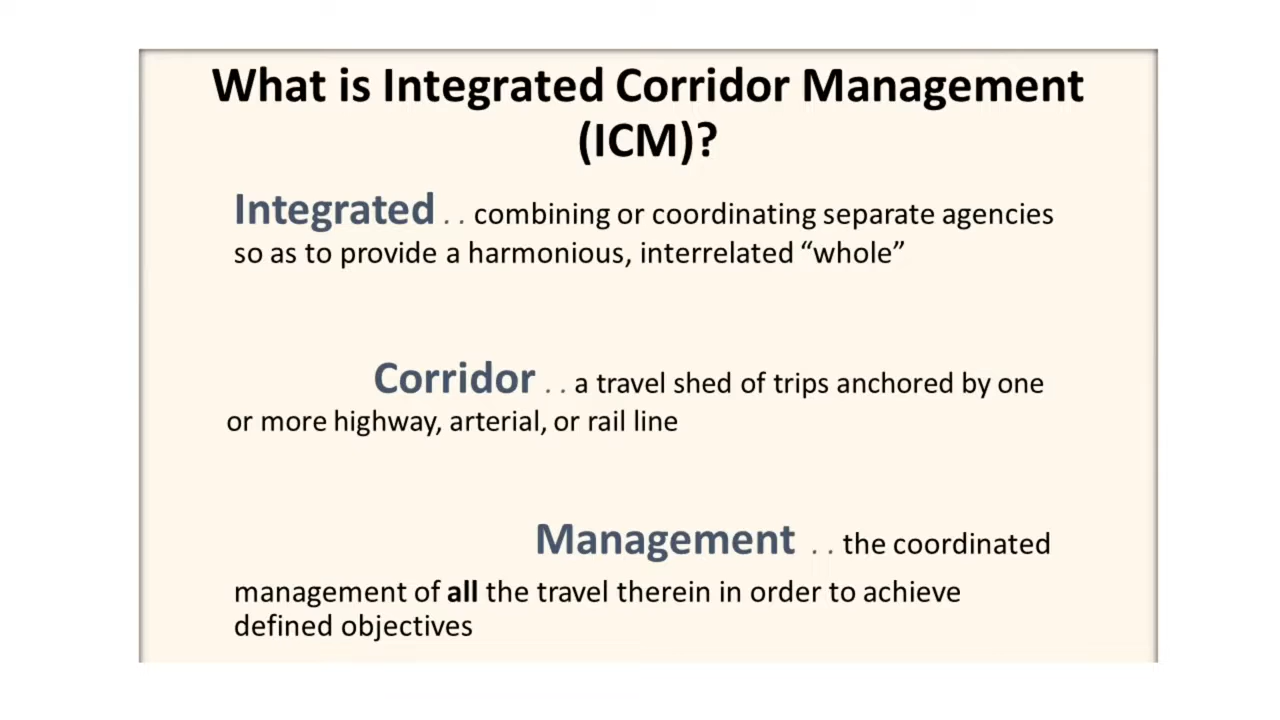 What is Integrated Corridor Management
(ICM)?
Integrated . . combining or coordinating separate agencies
so as to provide a harmonious, interrelated “whole”
Corridor . . a travel shed of trips anchored by one
or more highway, arterial, or rail line
Management . . the coordinated
management of all the travel therein in order to achieve
defined objectives